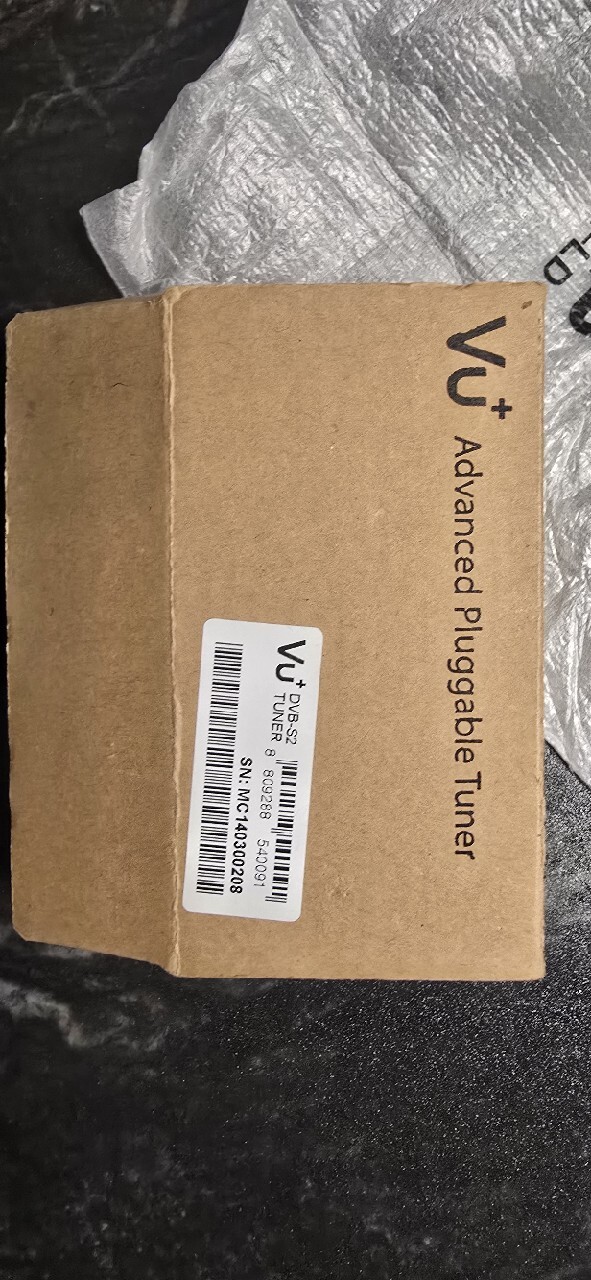 Vu+ Advanced Pluggable Tuner
Vu+ DVB-S2
TUNER
8 809288 540091
SN: MC140300208